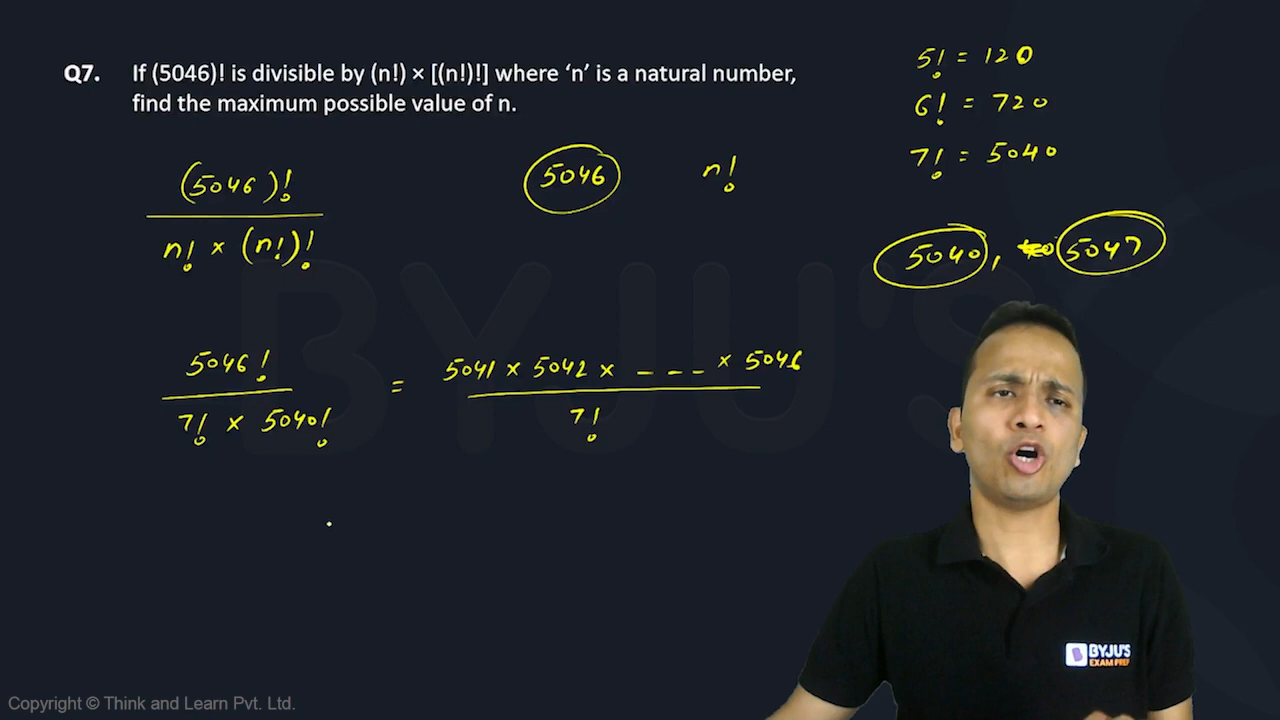 Q7. If (5046)! is divisible by (n!) × [(n!)!] where ‘n’ is a natural number,
find the maximum possible value of n.
5! = 120
6! = 720
7! = 5040
(5046)!
n! × (n!)!
5046 n!
5040, 5047
5046!
7! × 5040!
=
5041 × 5042 × - - - × 5046
7!
BYJU'S
BYJU'S
EXAM PREP
Copyright © Think and Learn Pvt. Ltd.